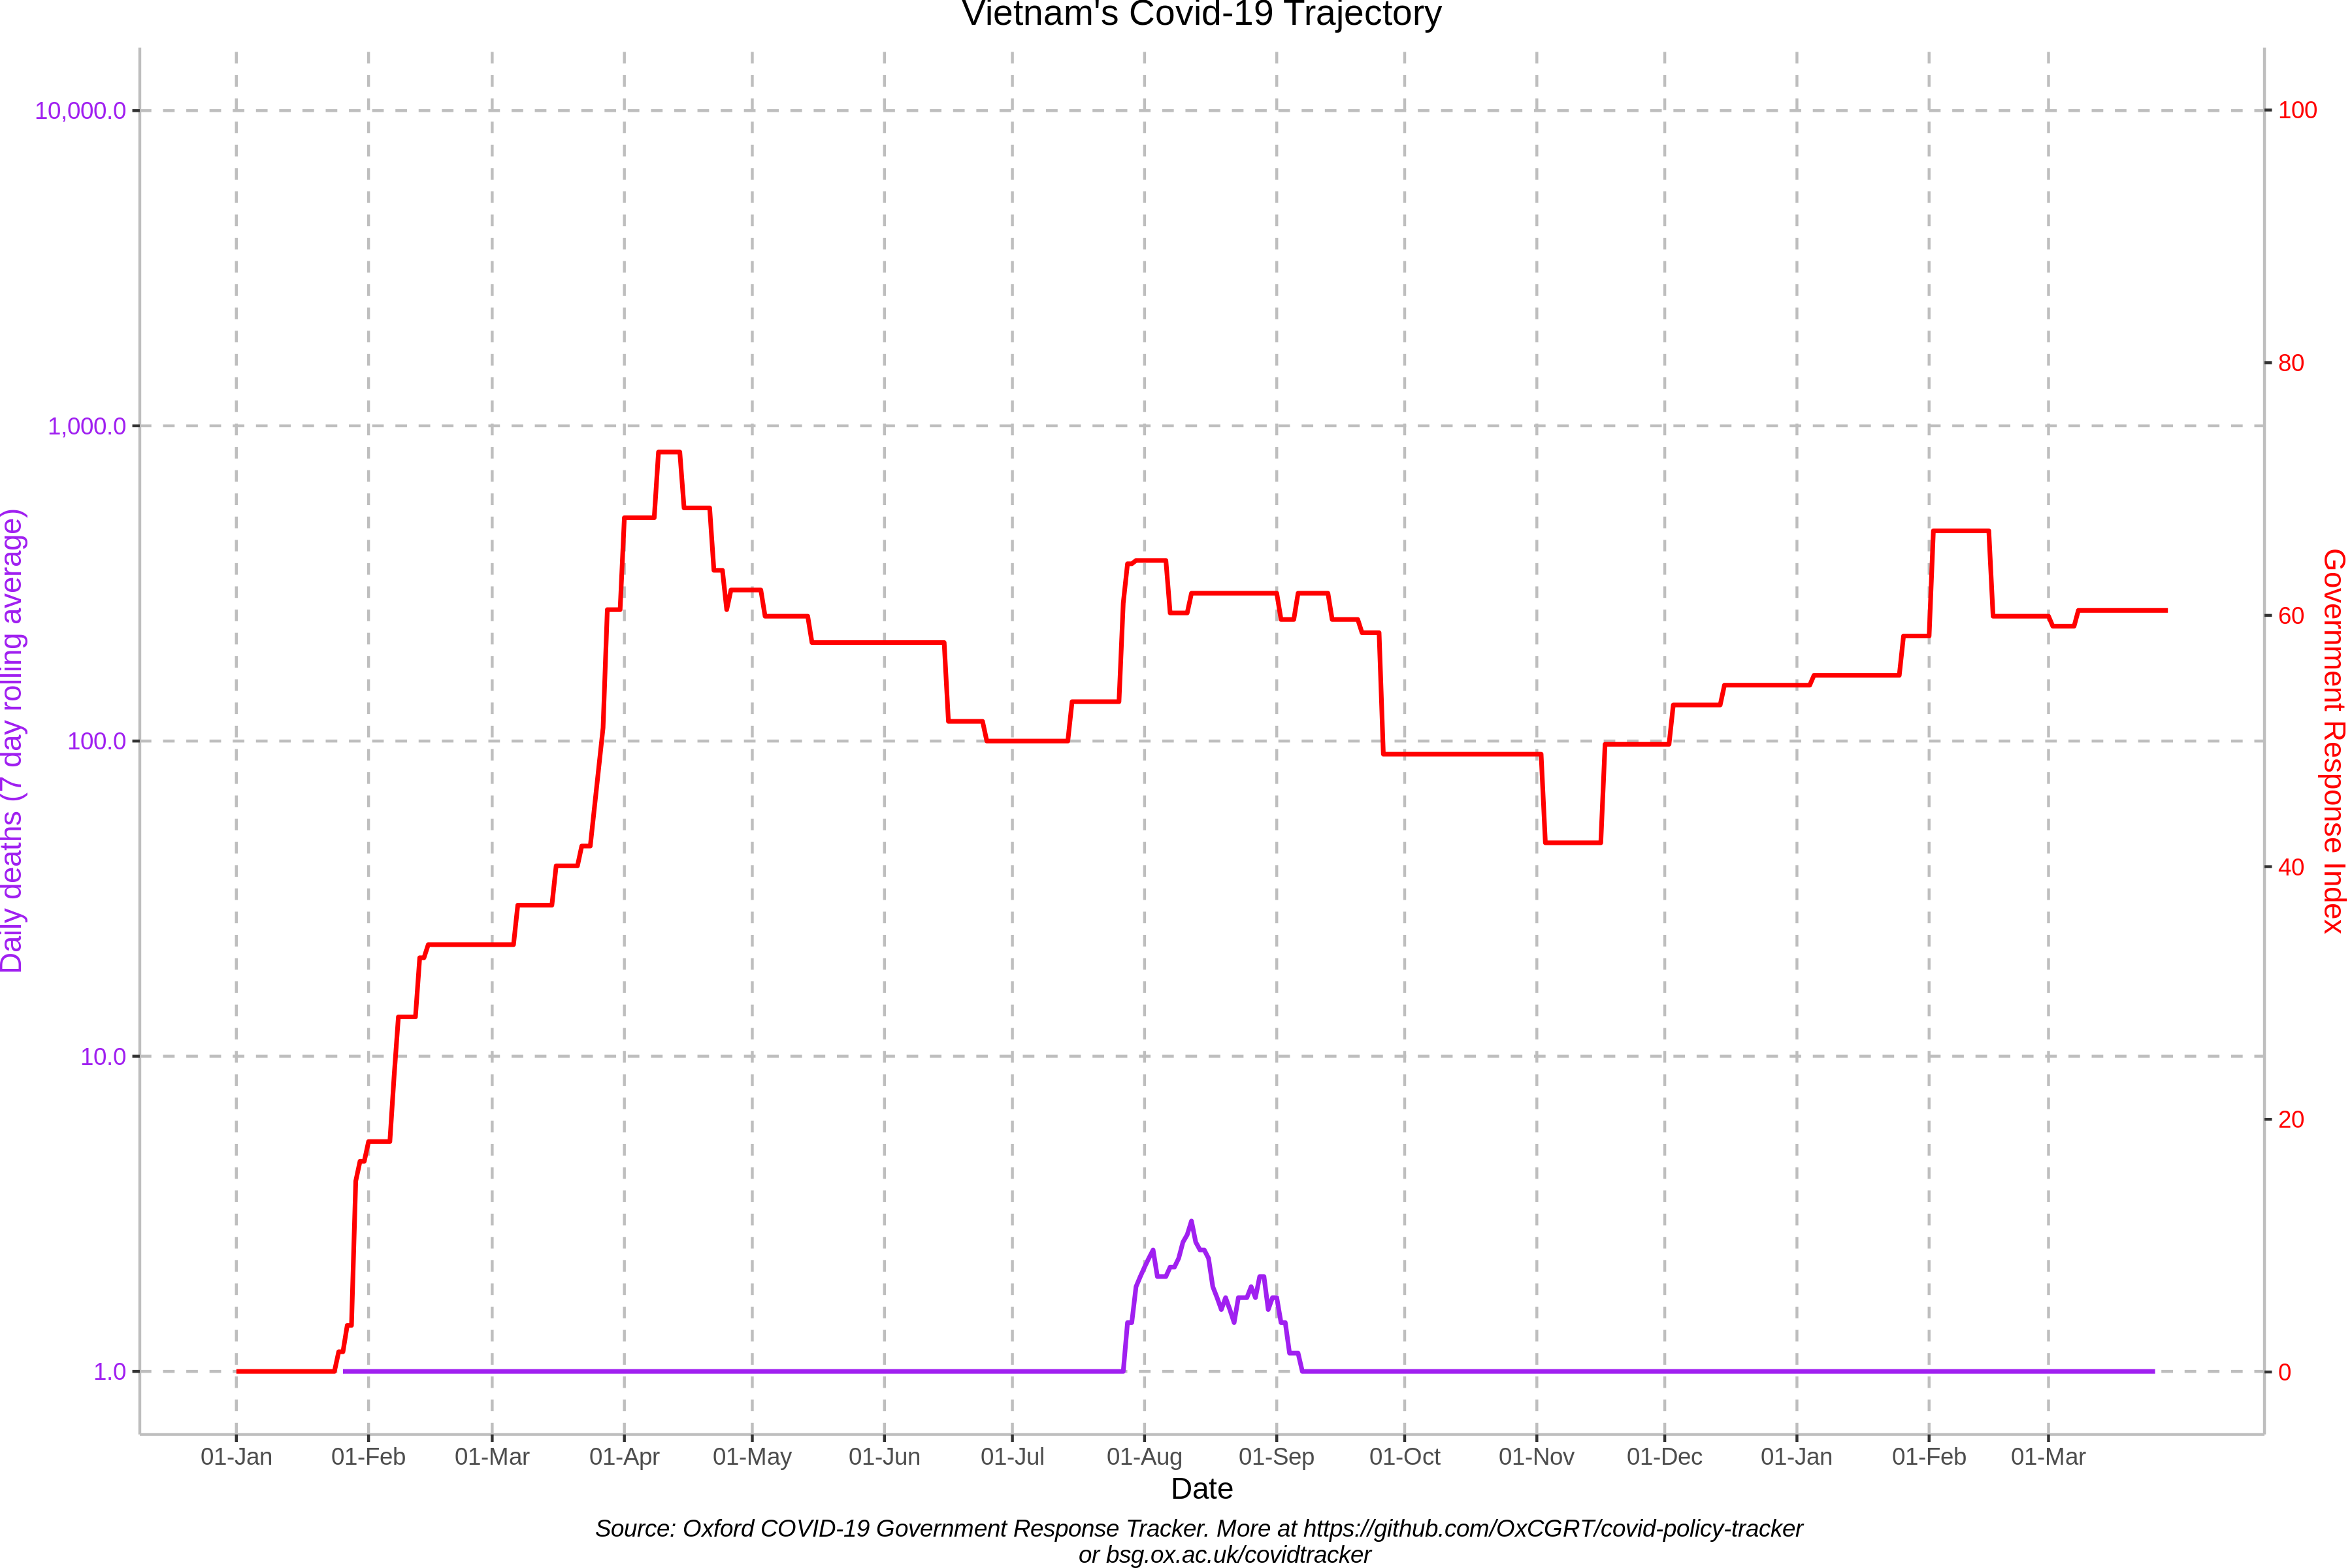 Vietnam's Covid-19 Trajectory
10,000.0
1,000.0
100.0
10.0
1.0
Daily deaths (7 day rolling average)
100
80
60
40
20
0
Government Response Index
01-Jan
01-Feb
01-Mar
01-Apr
01-May
01-Jun
01-Jul
01-Aug
01-Sep
01-Oct
01-Nov
01-Dec
01-Jan
01-Feb
01-Mar
Date
Source: Oxford COVID-19 Government Response Tracker. More at https://github.com/OxCGRT/covid-policy-tracker
or bsg.ox.ac.uk/covidtracker